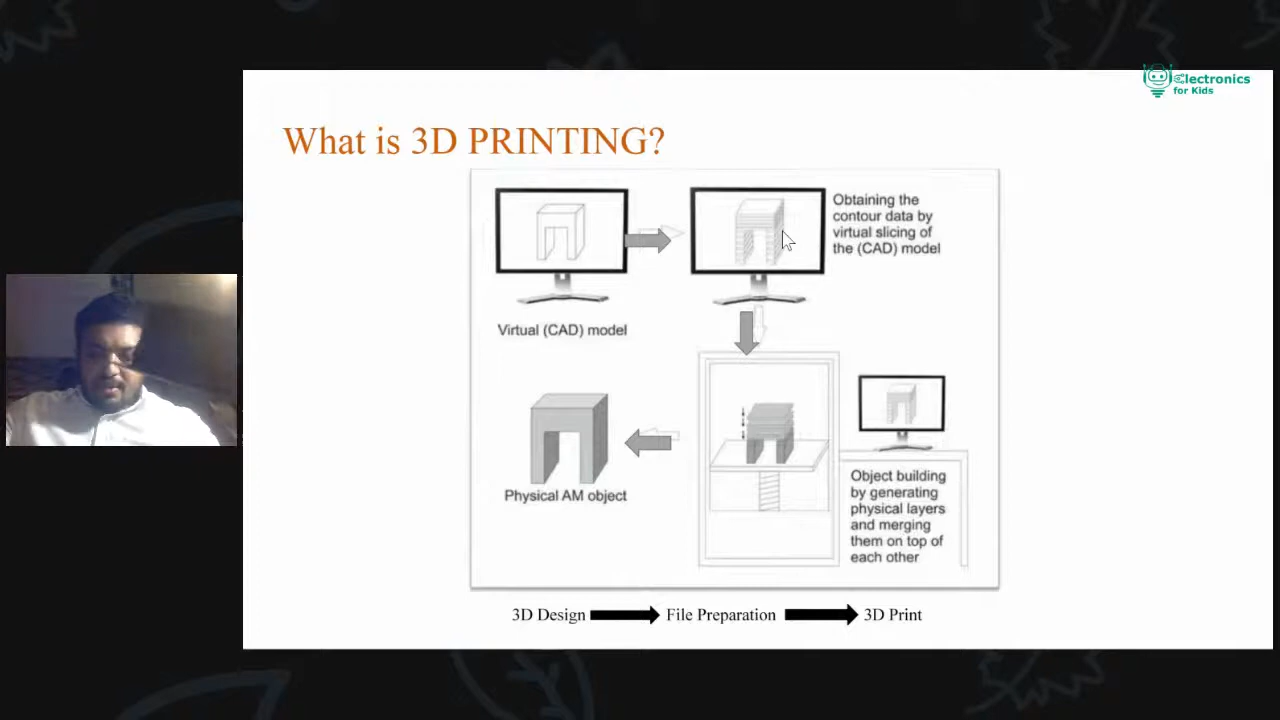 Electronics
for Kids
What is 3D PRINTING?
Obtaining the
contour data by
virtual slicing of
the (CAD) model
Virtual (CAD) model
Physical AM object
Object building
by generating
physical layers
and merging
them on top of
each other
3D Design File Preparation 3D Print